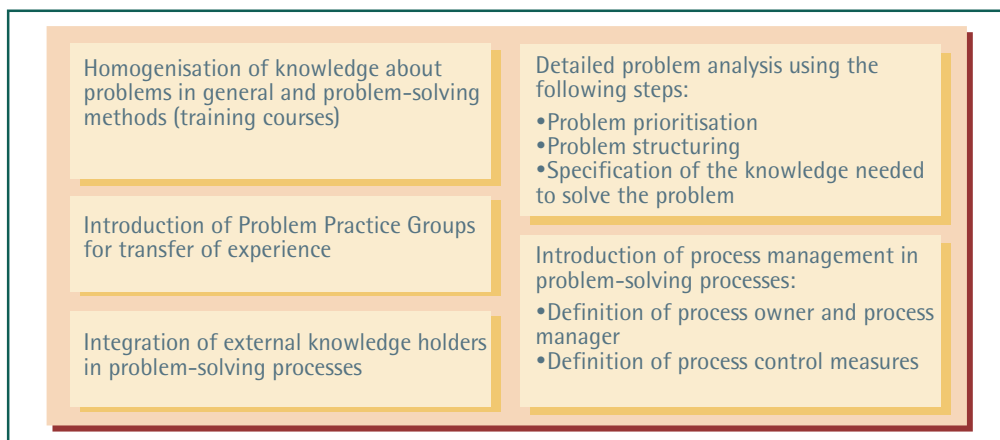 Homogenisation of knowledge about
problems in general and problem-solving
methods (training courses)
Introduction of Problem Practice Groups
for transfer of experience
Integration of external knowledge holders
in problem-solving processes
Detailed problem analysis using the
following steps:
•Problem prioritisation
•Problem structuring
•Specification of the knowledge needed
to solve the problem
Introduction of process management in
problem-solving processes:
•Definition of process owner and process
manager
•Definition of process control measures